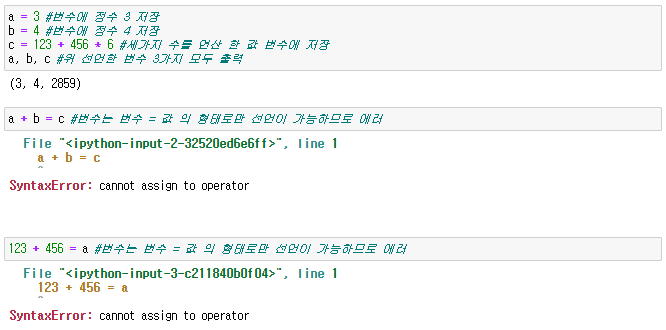 a = 3 #변수에 정수 3 저장
b = 4 #변수에 정수 4 저장
c = 123 + 456 * 6 #세가지 수를 연산 한 값 변수에 저장
a, b, c #위 선언한 변수 3가지 모두 출력
(3, 4, 2859)
a + b = c #변수는 변수 = 값 의 형태로만 선언이 가능하므로 에러
File "<ipython-input-2-32520ed6e6ff>", line 1
a + b = c
^
SyntaxError: cannot assign to operator
123 + 456 = a #변수는 변수 = 값 의 형태로만 선언이 가능하므로 에러
File "<ipython-input-3-c211840b0f04>", line 1
123 + 456 = a
^
SyntaxError: cannot assign to operator